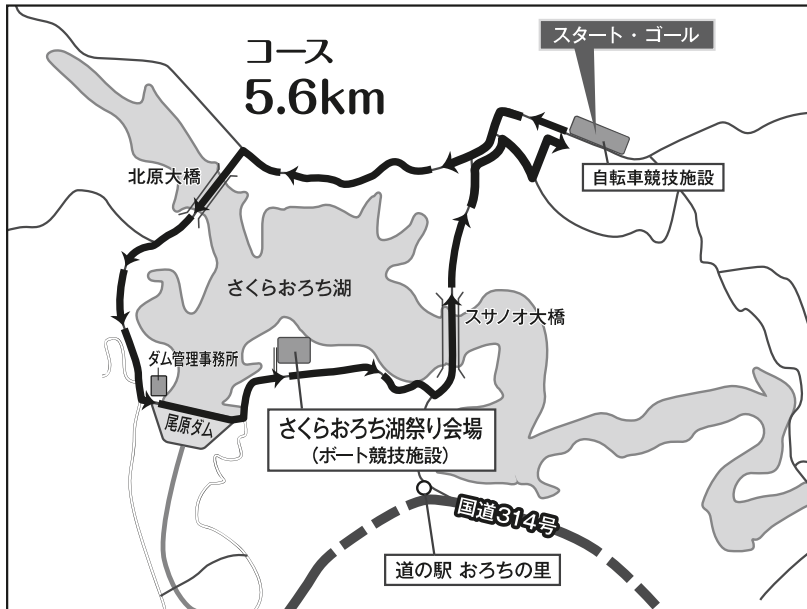 コース
5.6km
スタート・ゴール
自転車競技施設
北原大橋
さくらおろち湖
スサノオ大橋
ダム管理事務所
尾原ダム
さくらおろち湖祭り会場
(ボート競技施設)
国道314号
道の駅 おろちの里